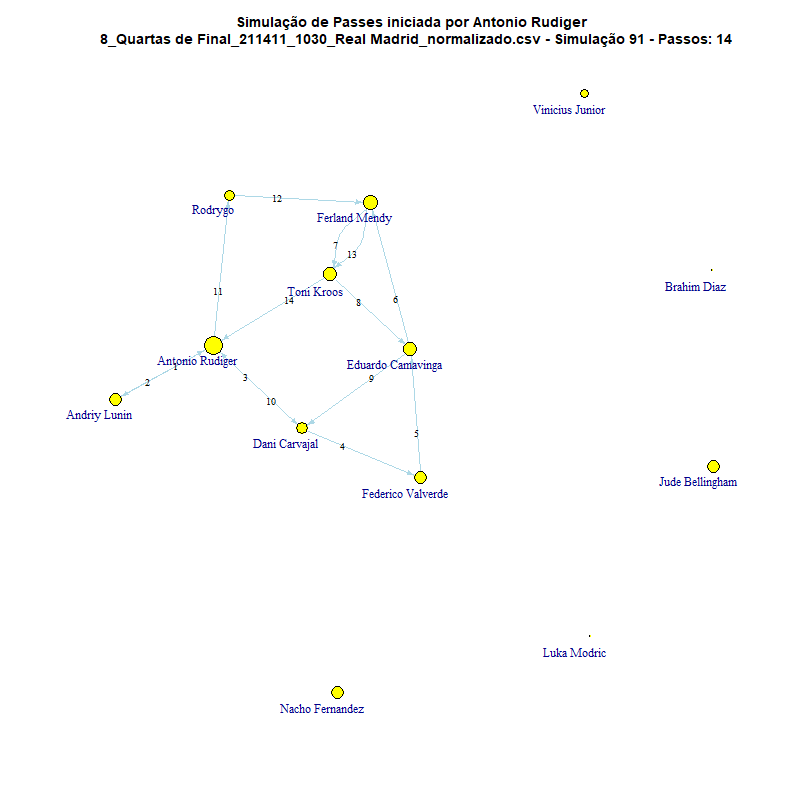 Simulação de Passes iniciada por Antonio Rudiger
8_Quartas de Final_211411_1030_Real Madrid_normalizado.csv - Simulação 91 - Passos: 14
Vinicius Junior
12
Rodrygo
Ferland Mendy
7
13
Brahim Diaz
Toni Kroos
11
14
8
6
Antonio Rudiger
1
Eduardo Camavinga
2
3
9
10
Andriy Lunin
Dani Carvajal
4
5
Jude Bellingham
Federico Valverde
Luka Modric
Nacho Fernandez